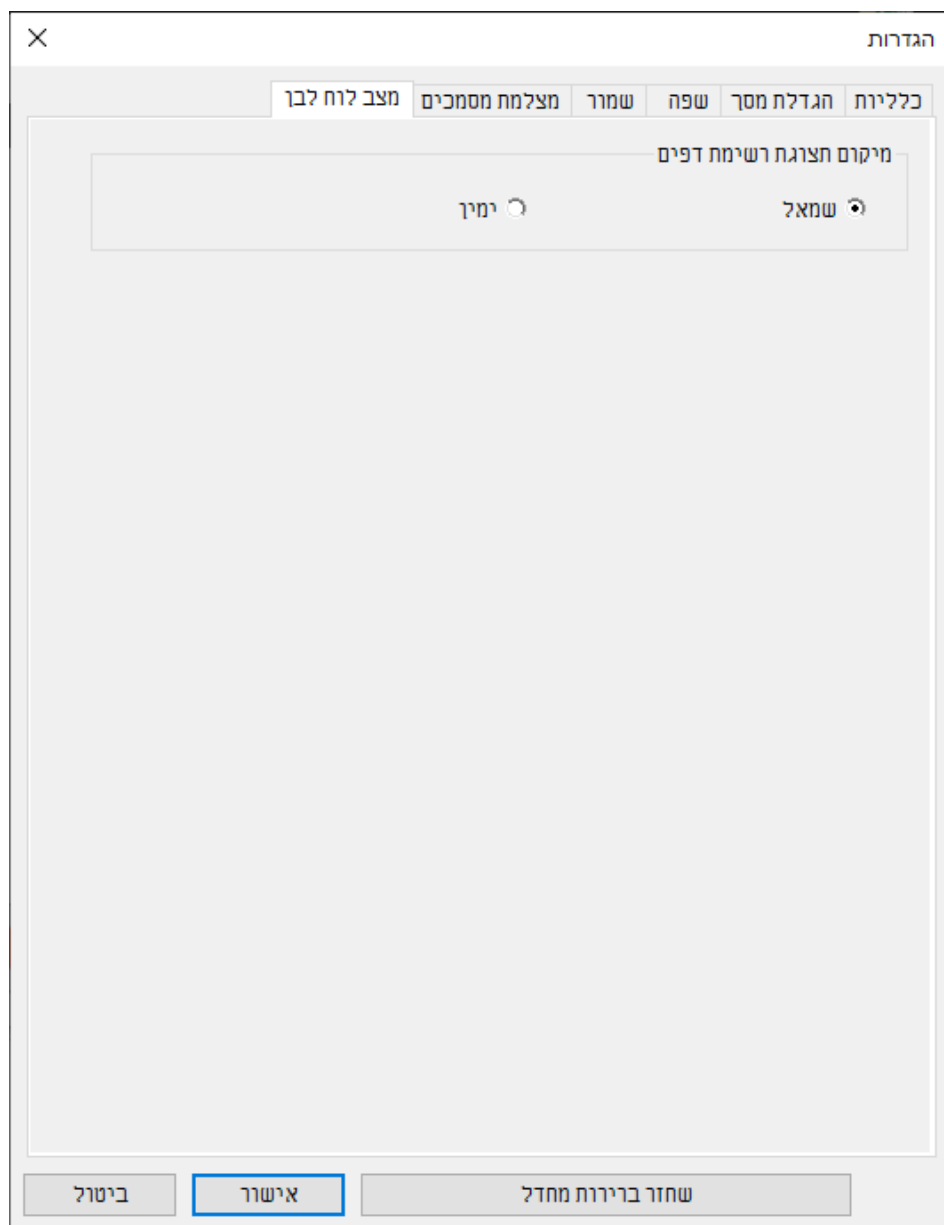 הגדרות
כלליות הגדלת מסך שפה שמור מצלמת מסמכים מצב לוח לבן
מיקום תצוגת רשימת דפים
שמאל ימין
שחזר ברירות מחדל אישור ביטול